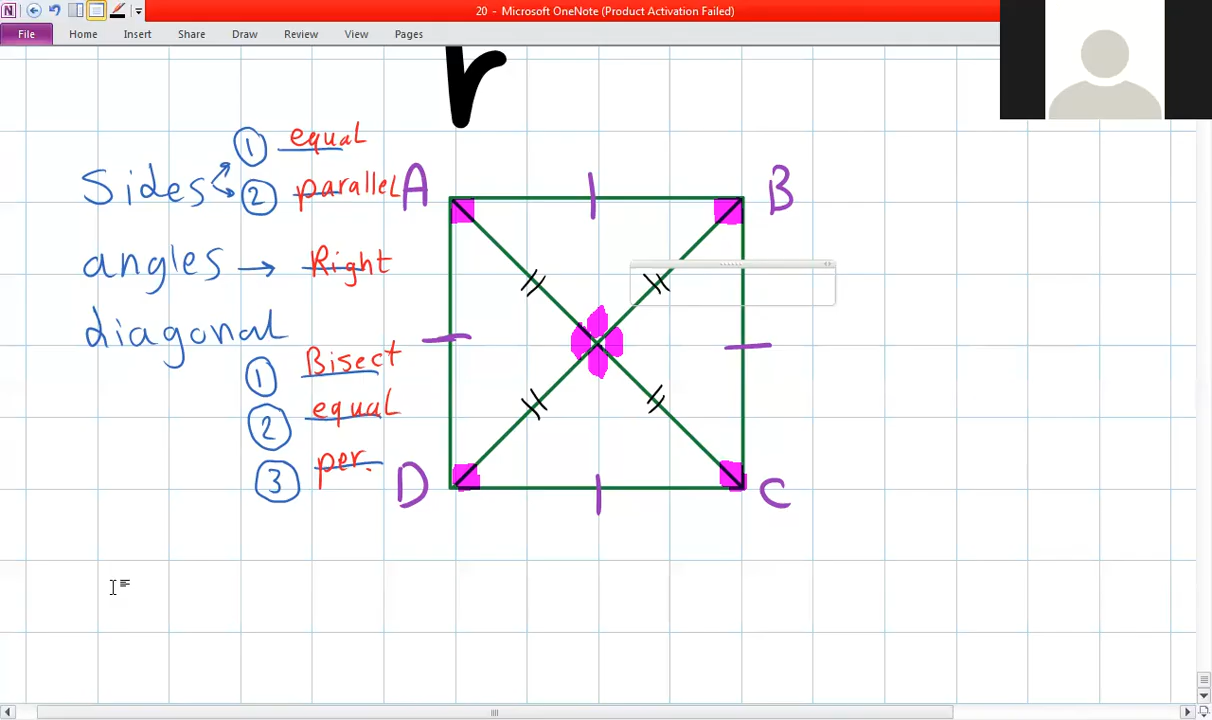 20 - Microsoft OneNote (Product Activation Failed)
File Home Insert Share Draw Review View Pages
r
Sides
① equal
② parallel
angles → Right
diagonal
① Bisect
② equal
③ per.
A
B
D
C